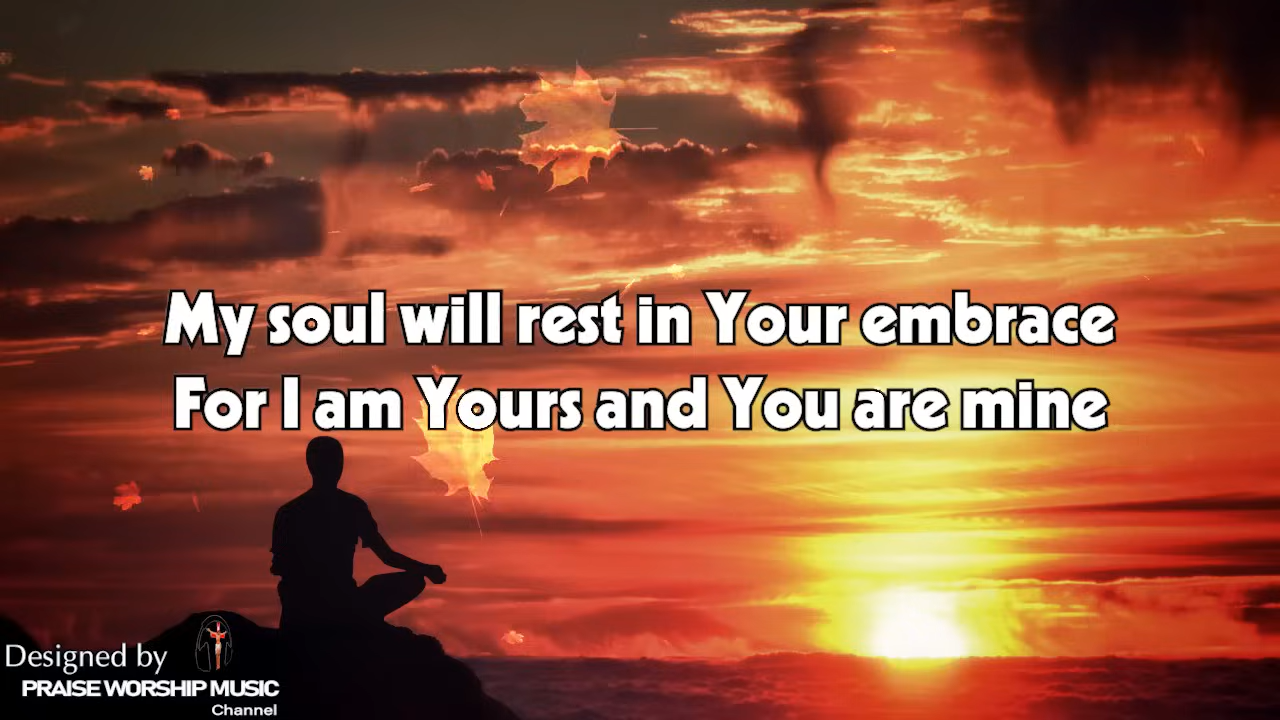 My soul will rest in Your embrace
For I am Yours and You are mine
Designed by
PRAISE WORSHIP MUSIC
Channel